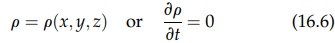 ρ = ρ(x, y, z) or ∂ρ/∂t = 0 (16.6)